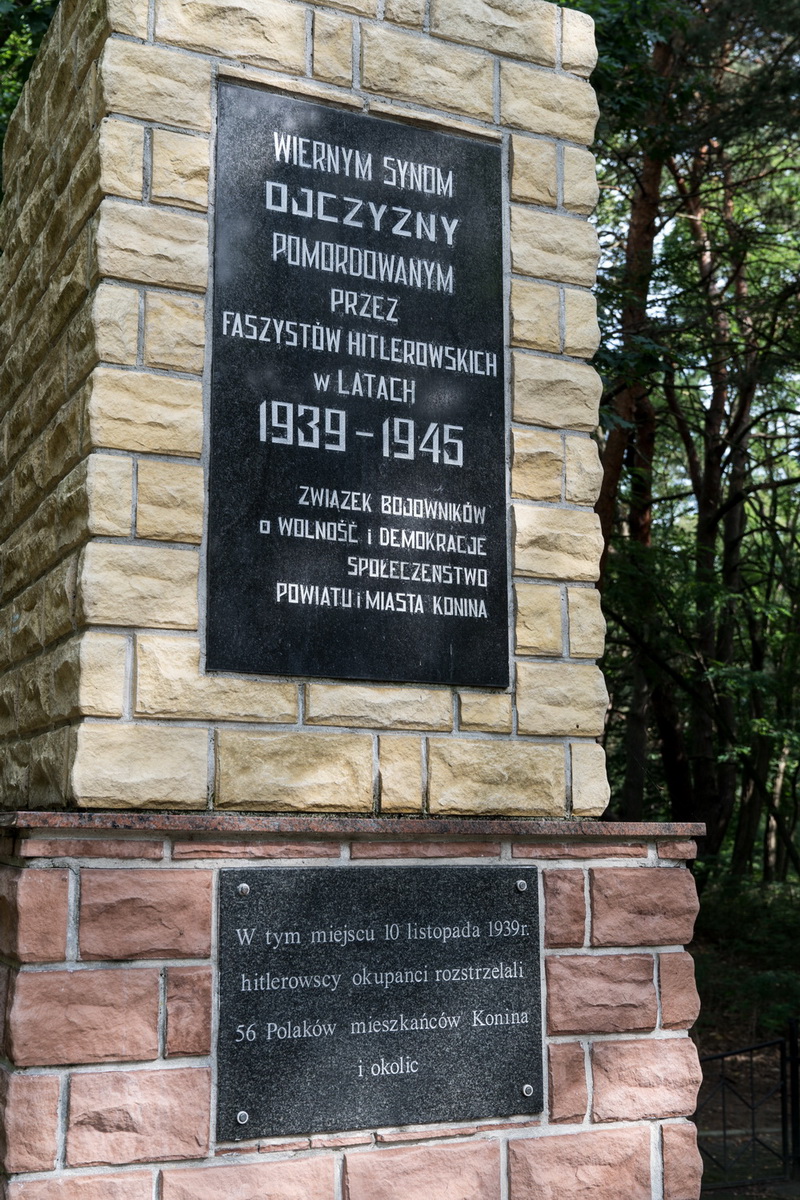 WIERNYM SYNOM
OJCZYZNY
POMORDOWANYM
PRZEZ
FASZYSTÓW HITLEROWSKICH
w LATACH
1939-1945
ZWIĄZEK BOJOWNIKÓW
o WOLNOŚĆ i DEMOKRACJE
SPOŁECZEŃSTWO
POWIATU i MIASTA KONINA
W tym miejscu 10 listopada 1939r.
hitlerowscy okupanci rozstrzelali
56 Polaków mieszkańców Konina
i okolic